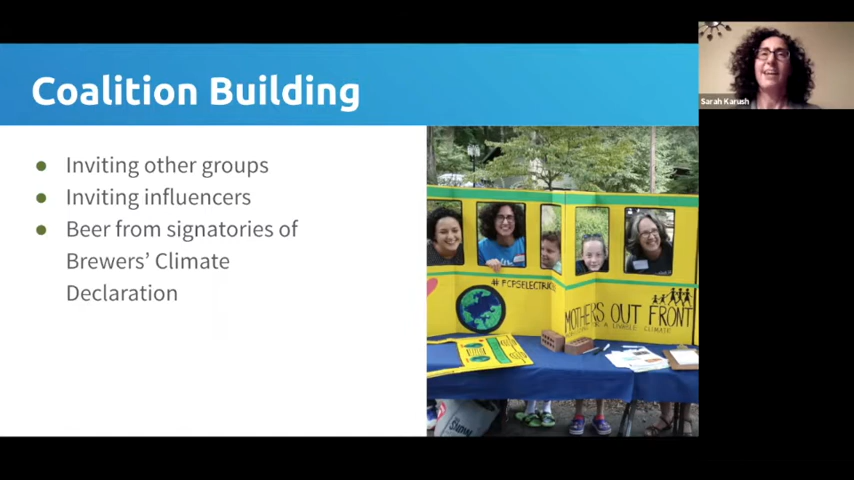 Coalition Building
Sarah Karush
Inviting other groups
Inviting influencers
Beer from signatories of
Brewers' Climate
Declaration
MOTHERS OUT FRONT